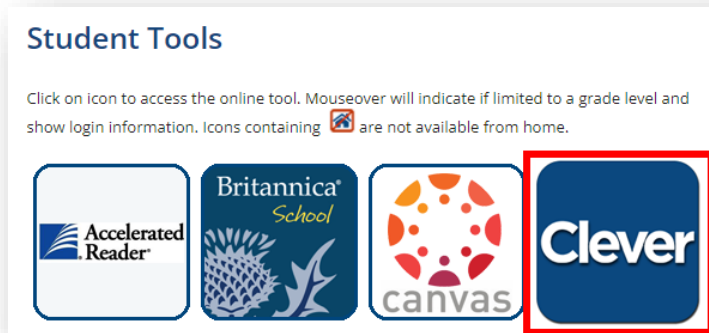 Student Tools
Click on icon to access the online tool. Mouseover will indicate if limited to a grade level and
show login information. Icons containing are not available from home.
Accelerated
Reader
Britannica®
School
canvas
Clever